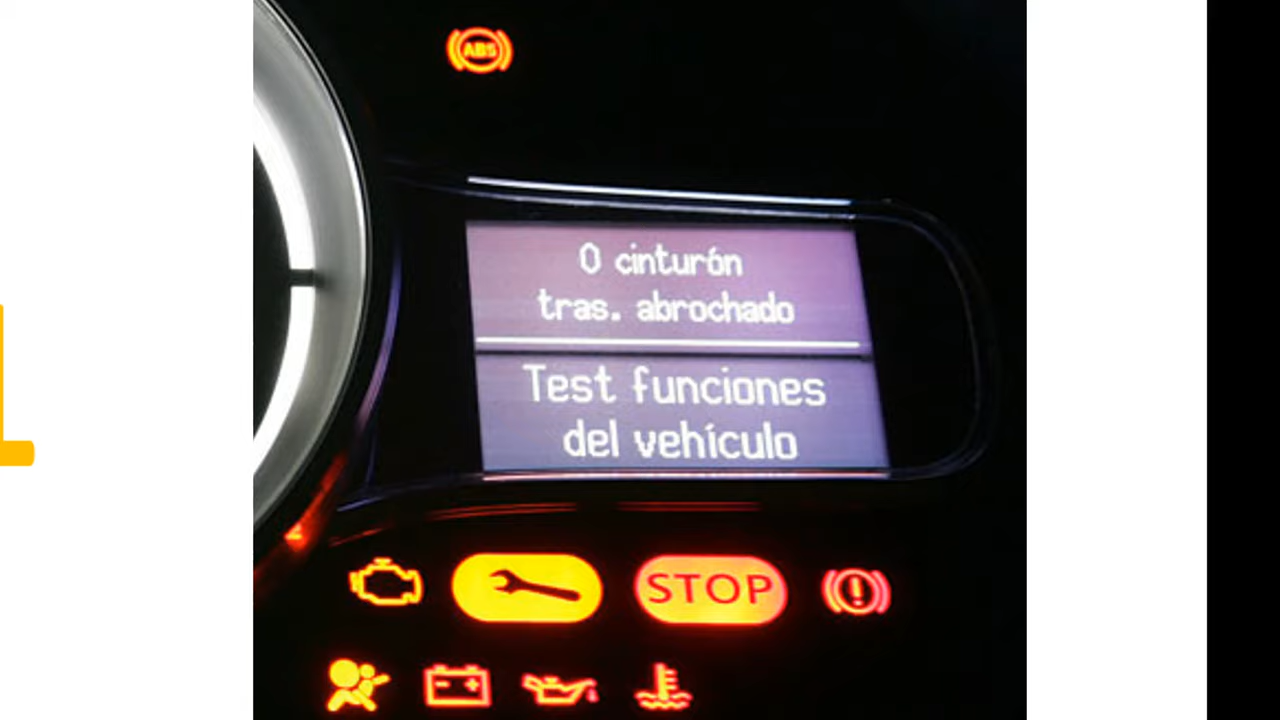 ABS
0 cinturón
tras. abrochado
Test funciones
del vehículo
STOP